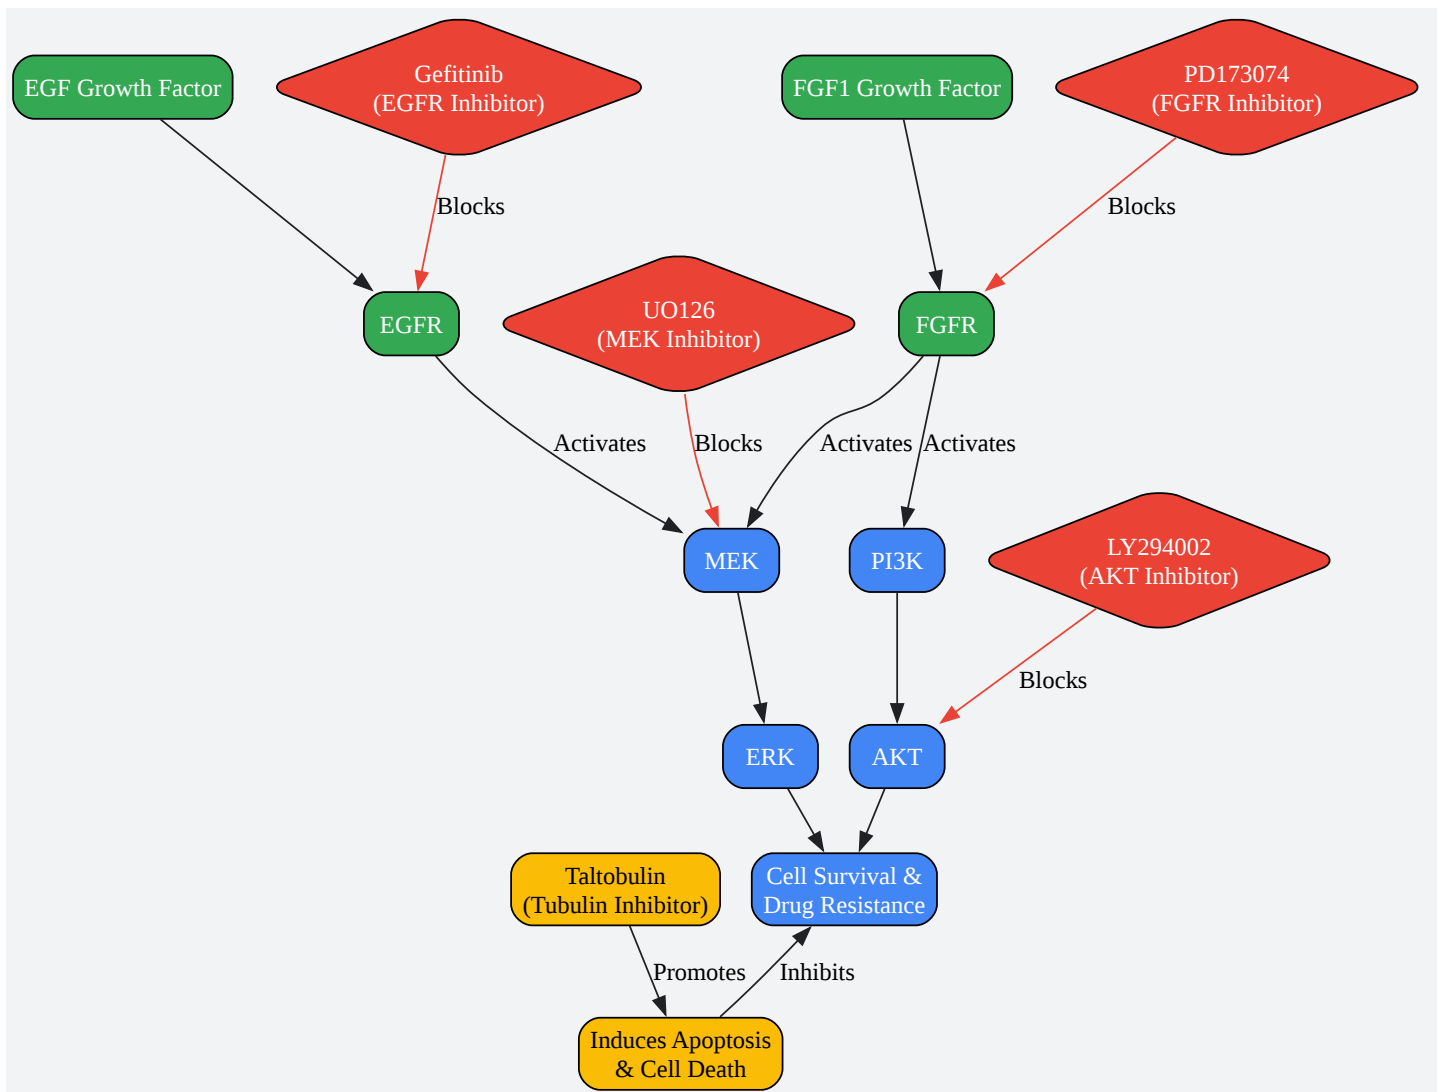 EGF Growth Factor
Gefitinib
(EGFR Inhibitor)
FGF1 Growth Factor
PD173074
(FGFR Inhibitor)
Blocks
Blocks
EGFR
UO126
(MEK Inhibitor)
FGFR
Activates
Blocks
Activates
Activates
MEK
PI3K
LY294002
(AKT Inhibitor)
Blocks
ERK
AKT
Taltobulin
(Tubulin Inhibitor)
Cell Survival &
Drug Resistance
Promotes
Inhibits
Induces Apoptosis
& Cell Death